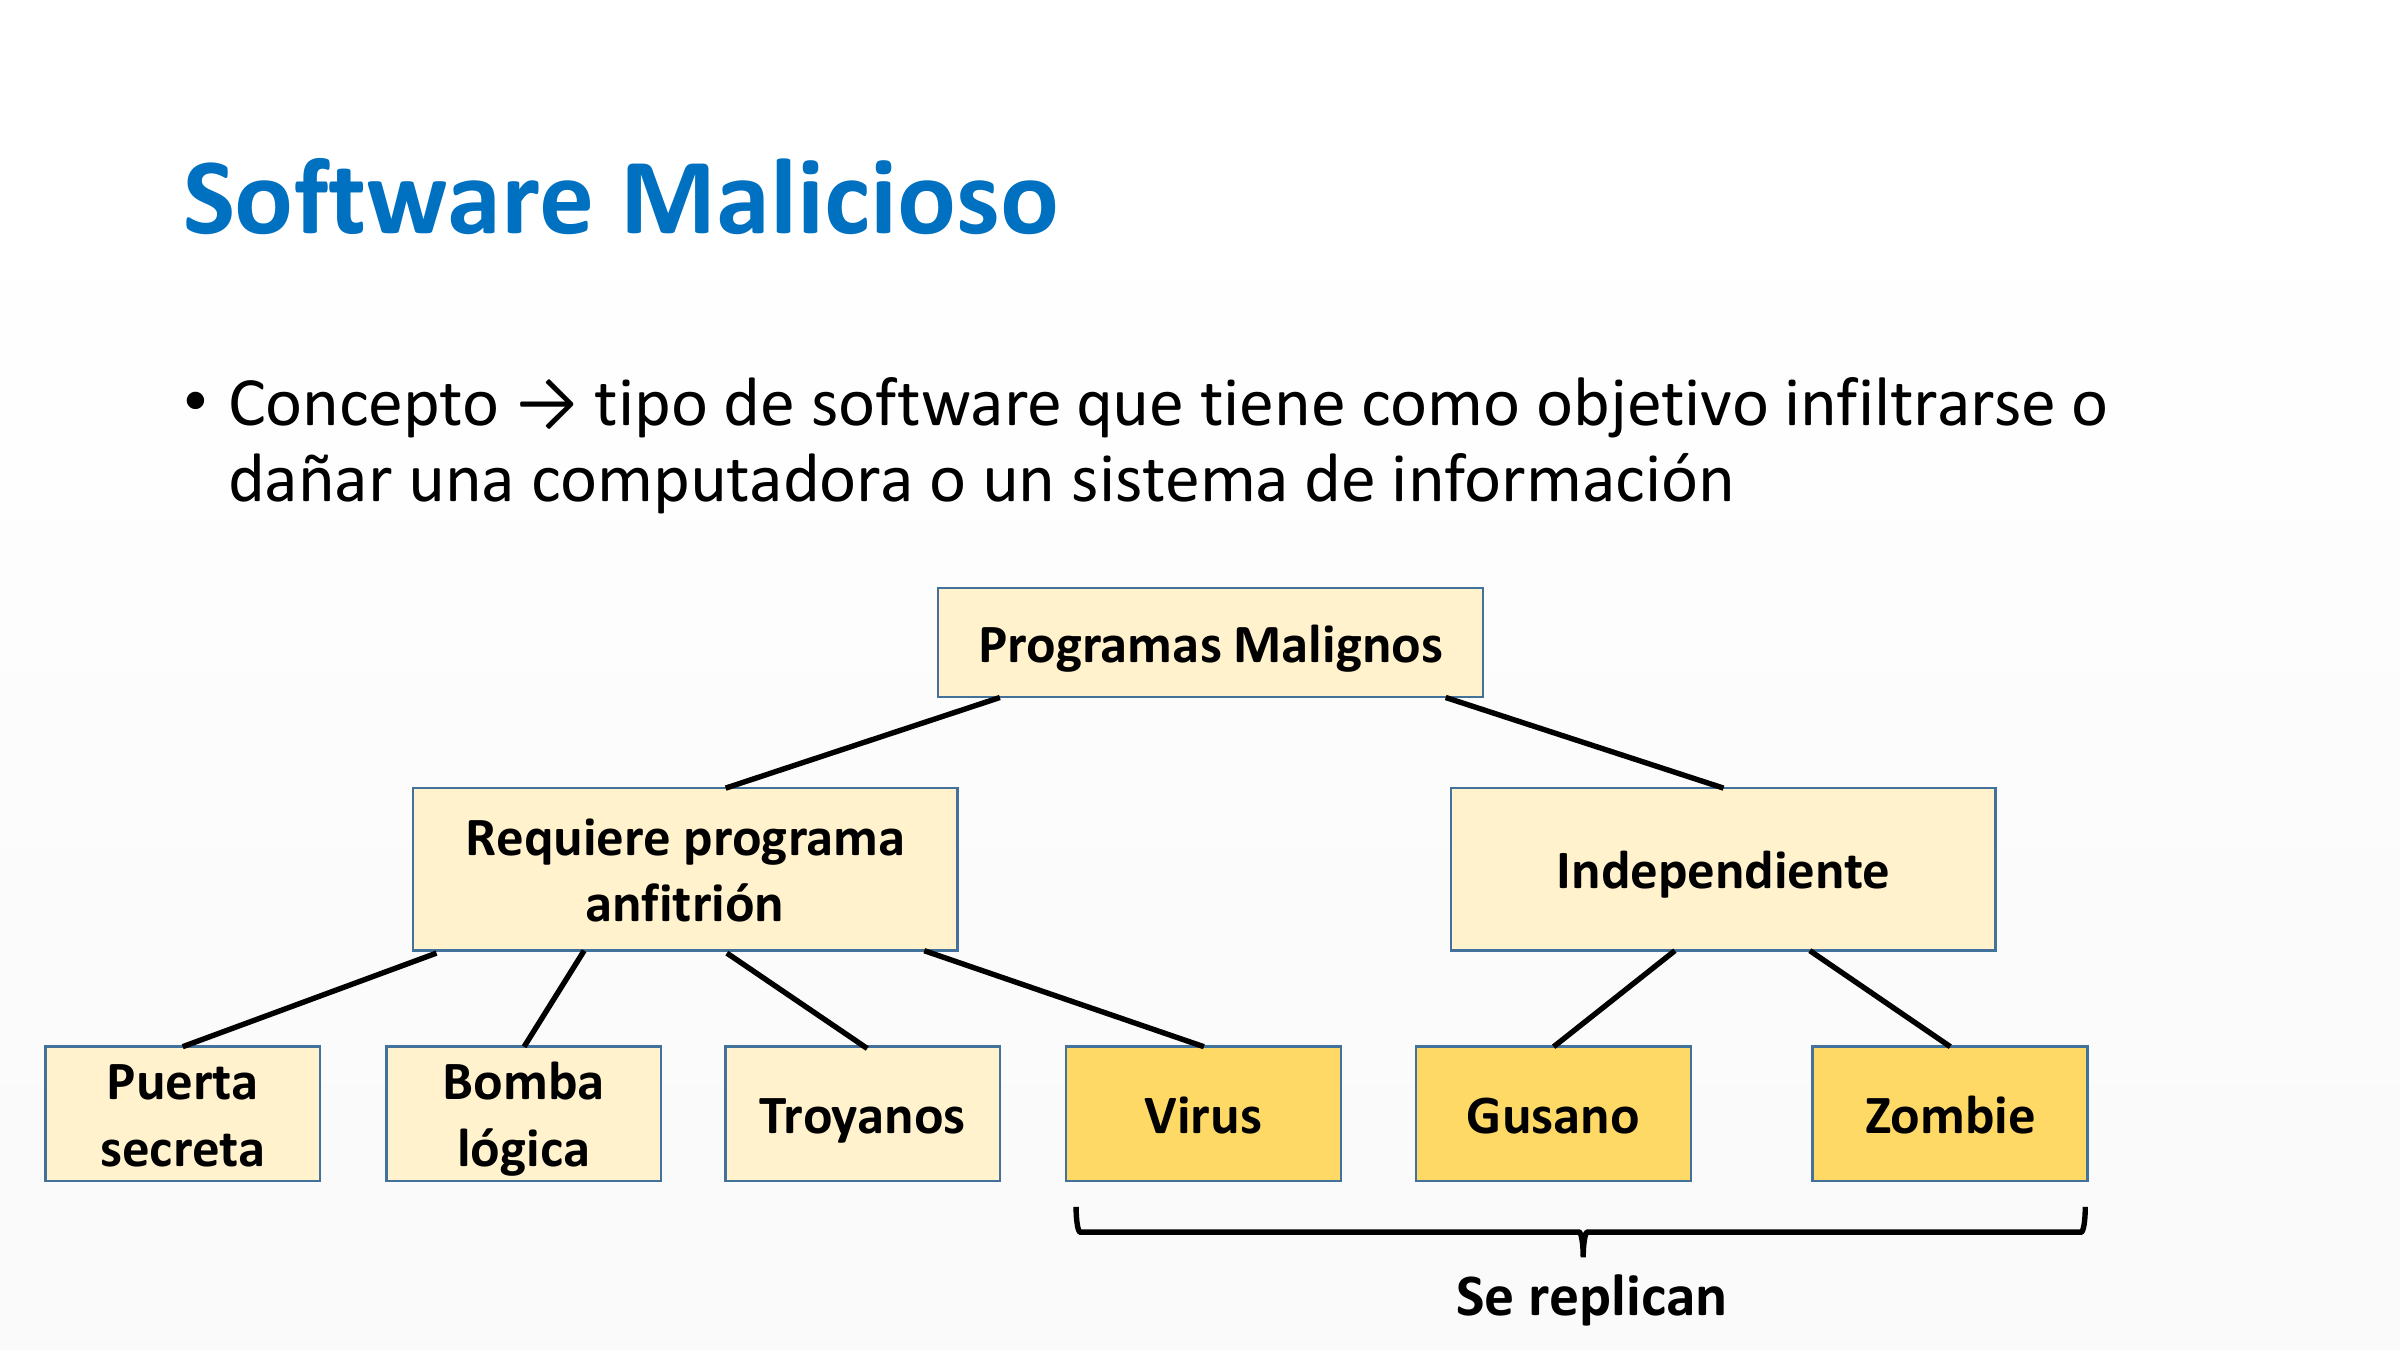 Software Malicioso
• Concepto → tipo de software que tiene como objetivo infiltrarse o
dañar una computadora o un sistema de información
Programas Malignos
Requiere programa
anfitrión
Independiente
Puerta
secreta
Bomba
lógica
Troyanos
Virus
Gusano
Zombie
Se replican